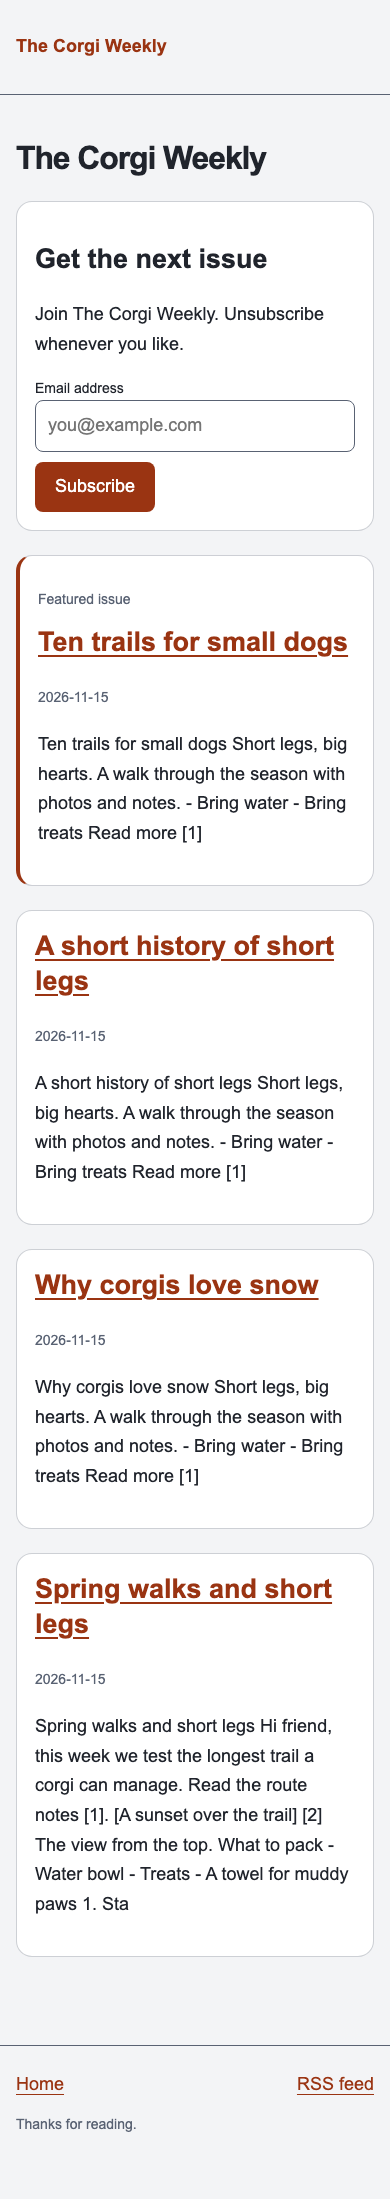 The Corgi Weekly
The Corgi Weekly
Get the next issue
Join The Corgi Weekly. Unsubscribe
whenever you like.
Email address
you@example.com
Subscribe
Featured issue
Ten trails for small dogs
2026-11-15
Ten trails for small dogs Short legs, big
hearts. A walk through the season with
photos and notes. - Bring water - Bring
treats Read more [1]
A short history of short
legs
2026-11-15
A short history of short legs Short legs,
big hearts. A walk through the season
with photos and notes. - Bring water -
Bring treats Read more [1]
Why corgis love snow
2026-11-15
Why corgis love snow Short legs, big
hearts. A walk through the season with
photos and notes. - Bring water - Bring
treats Read more [1]
Spring walks and short
legs
2026-11-15
Spring walks and short legs Hi friend,
this week we test the longest trail a
corgi can manage. Read the route
notes [1]. [A sunset over the trail] [2]
The view from the top. What to pack -
Water bowl - Treats - A towel for muddy
paws 1. Sta
Home
RSS feed
Thanks for reading.